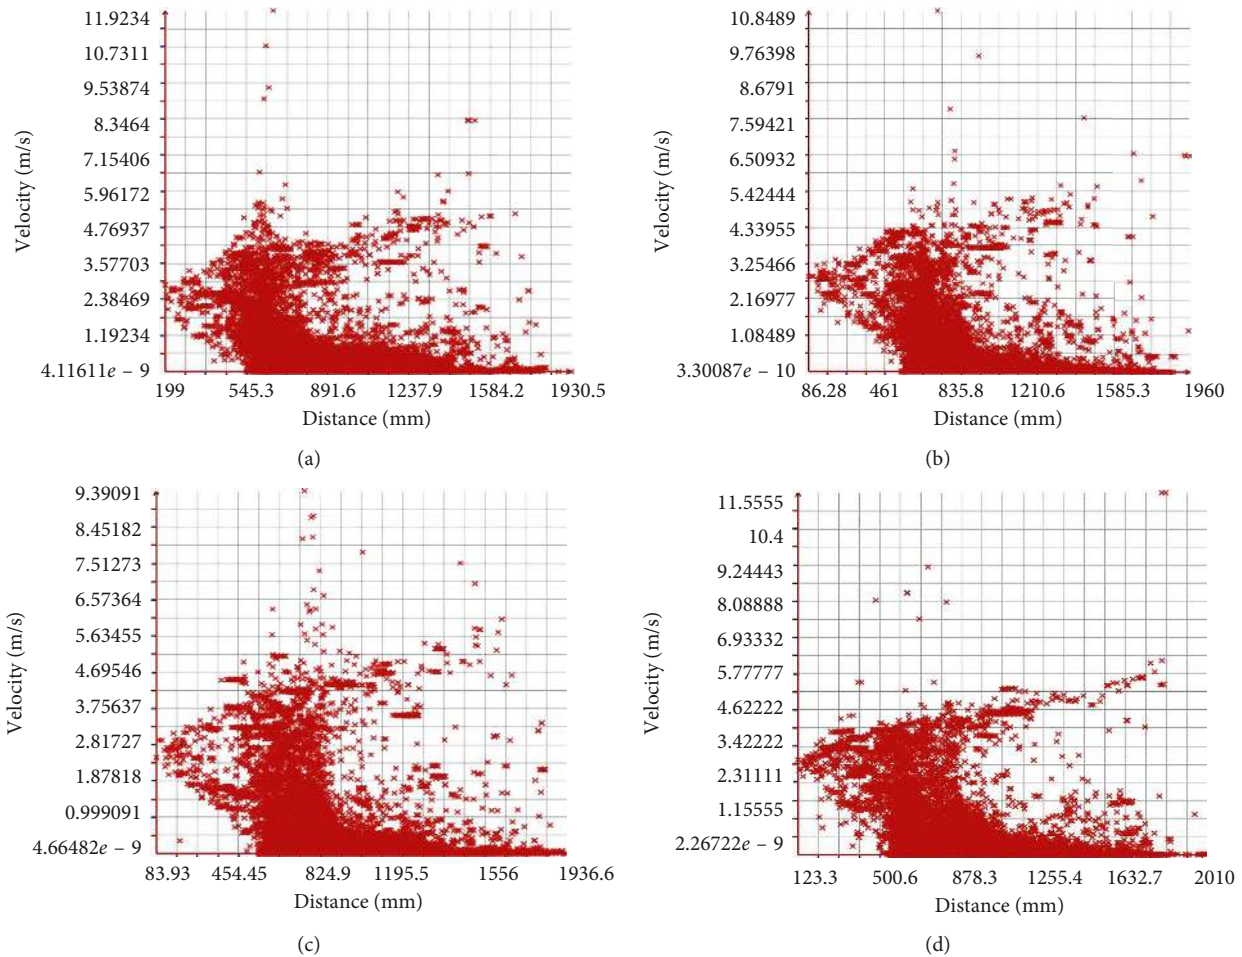 11.9234
10.7311
9.53874
8.3464
7.15406
5.96172
4.76937
3.57703
2.38469
1.19234
4.11611e – 9
Velocity (m/s)
199 545.3 891.6 1237.9 1584.2 1930.5
Distance (mm)
(a)
10.8489
9.76398
8.6791
7.59421
6.50932
5.42444
4.33955
3.25466
2.16977
1.08489
3.30087e – 10
Velocity (m/s)
86.28 461 835.8 1210.6 1585.3 1960
Distance (mm)
(b)
9.39091
8.45182
7.51273
6.57364
5.63455
4.69546
3.75637
2.81727
1.87818
0.999091
4.66482e – 9
Velocity (m/s)
83.93 454.45 824.9 1195.5 1556 1936.6
Distance (mm)
(c)
11.5555
10.4
9.24443
8.08888
6.93332
5.77777
4.62222
3.42222
2.31111
1.15555
2.26722e – 9
Velocity (m/s)
123.3 500.6 878.3 1255.4 1632.7 2010
Distance (mm)
(d)